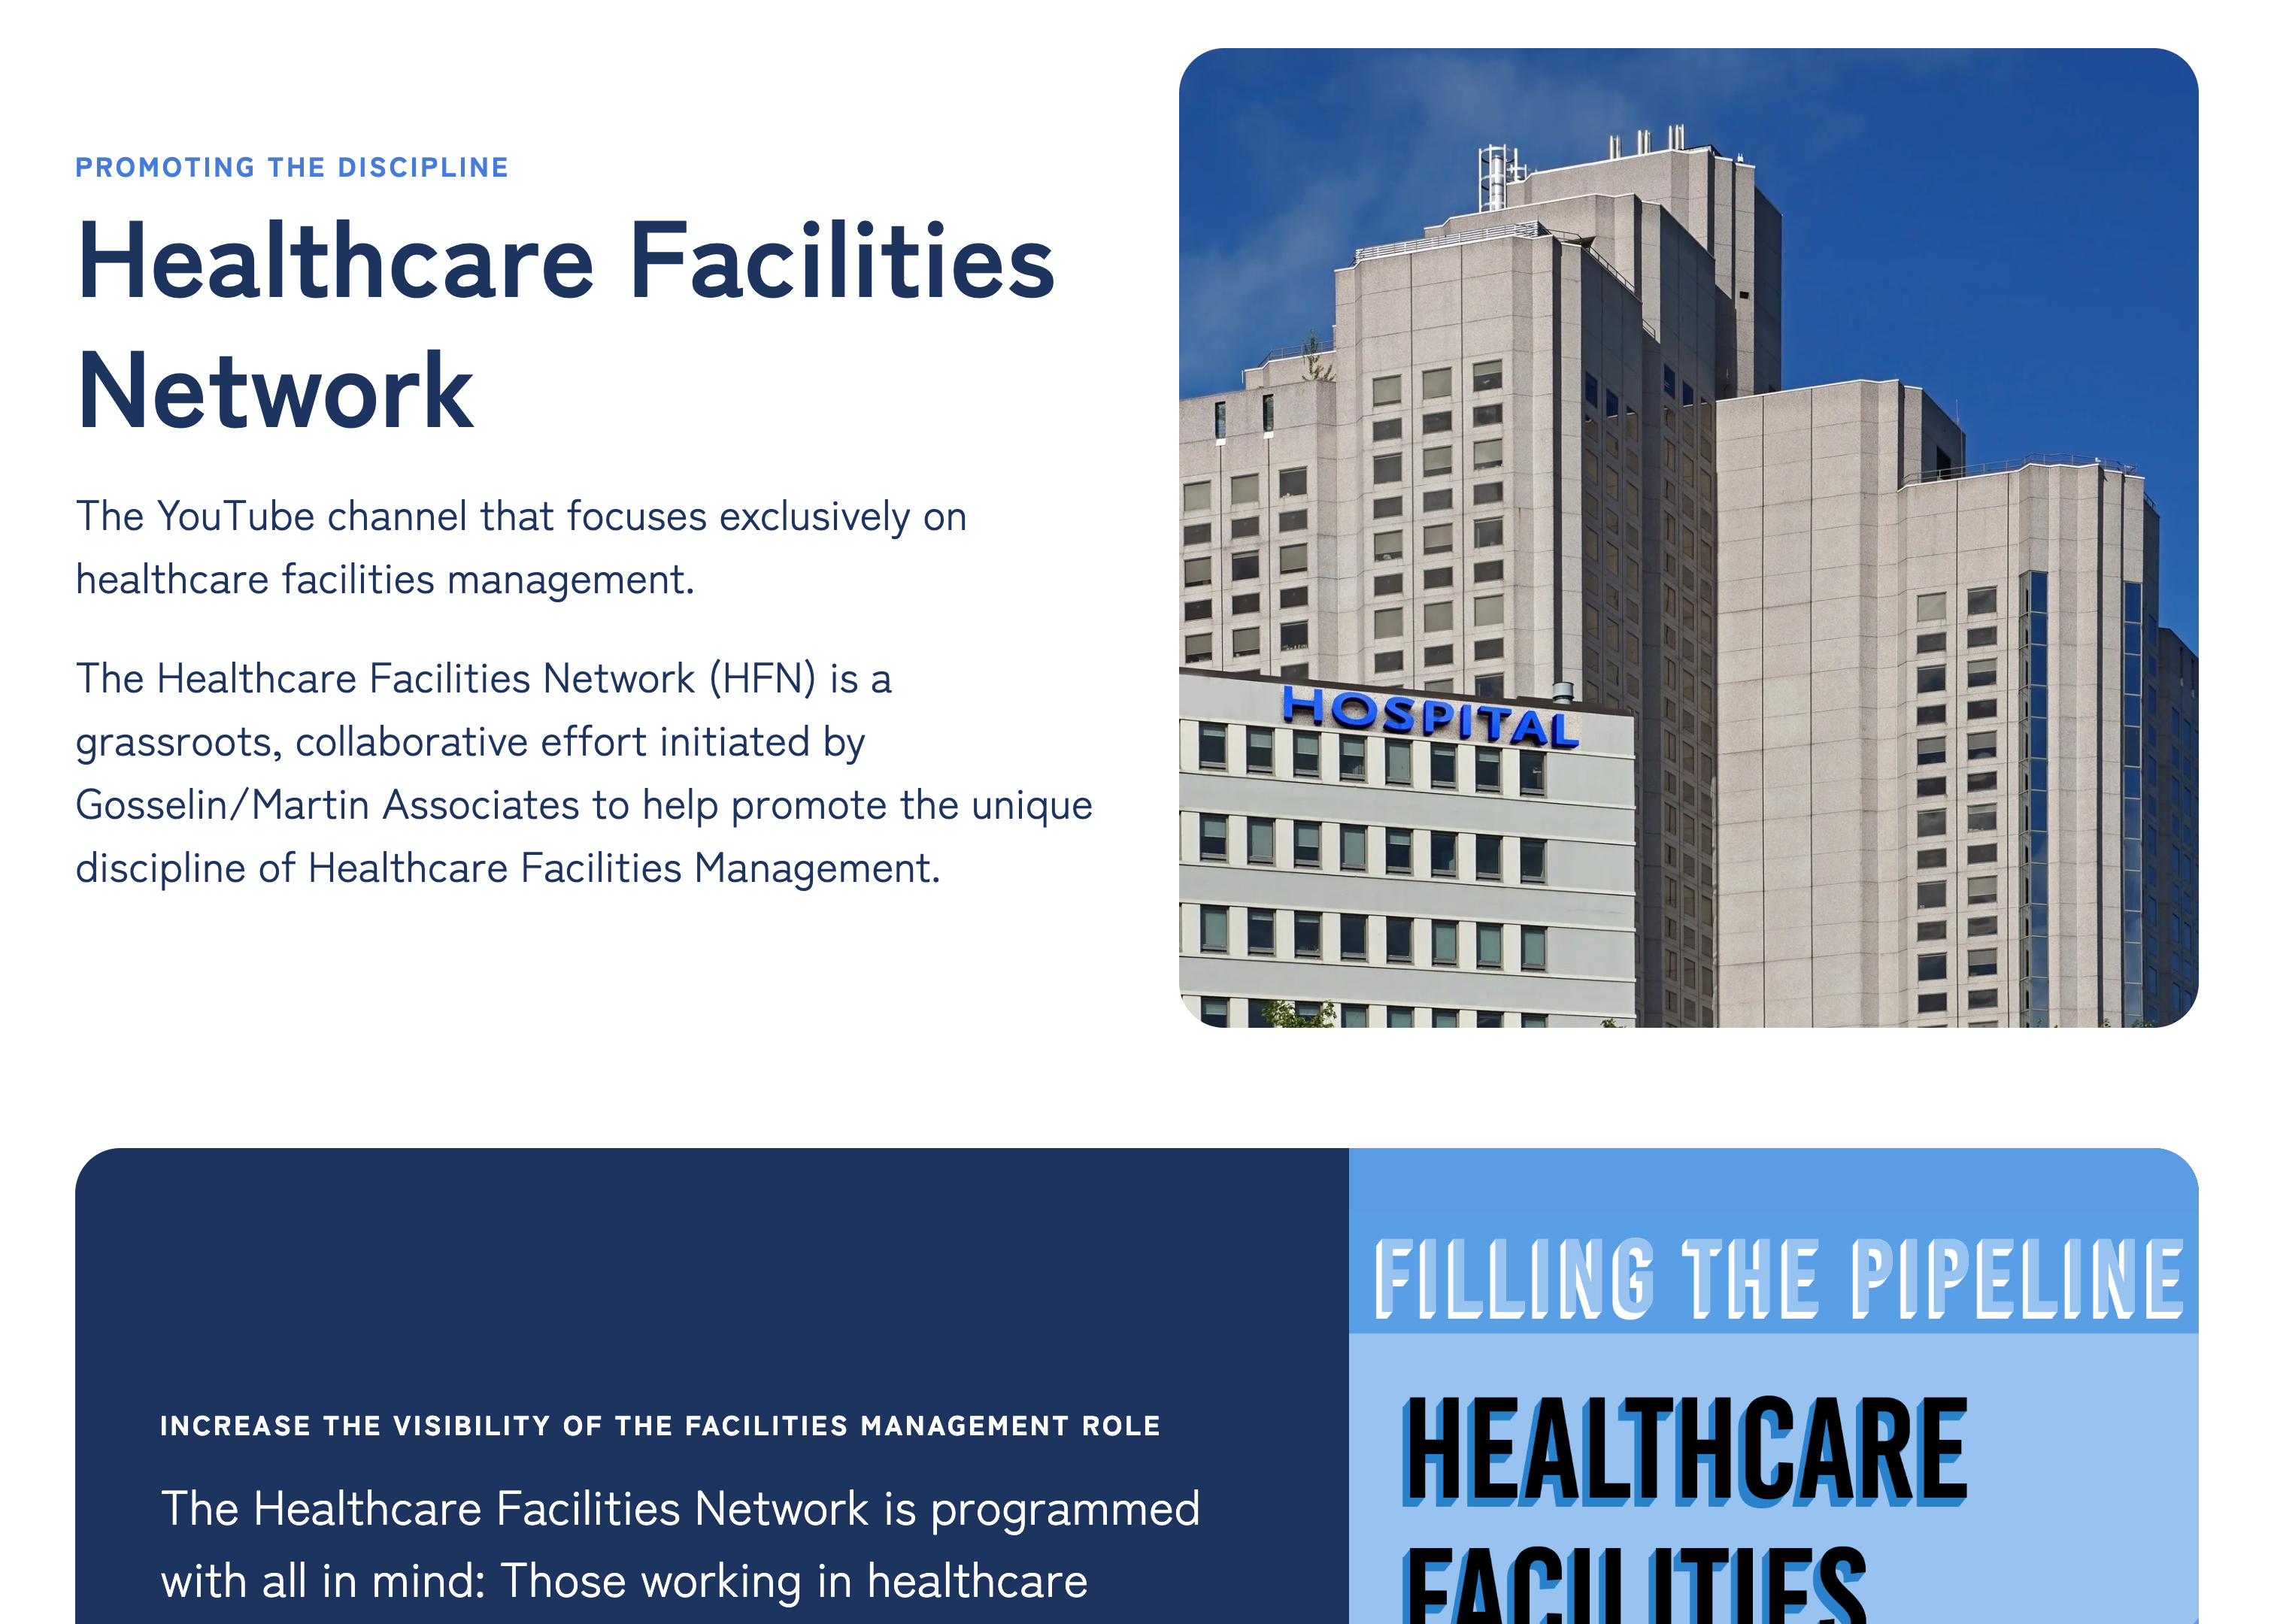 PROMOTING THE DISCIPLINE
Healthcare Facilities
Network
The YouTube channel that focuses exclusively on
healthcare facilities management.
The Healthcare Facilities Network (HFN) is a
grassroots, collaborative effort initiated by
Gosselin/Martin Associates to help promote the unique
discipline of Healthcare Facilities Management.
HOSPITAL
INCREASE THE VISIBILITY OF THE FACILITIES MANAGEMENT ROLE
The Healthcare Facilities Network is programmed
with all in mind: Those working in healthcare
FILLING THE PIPELINE
HEALTHCARE
FACILITIES